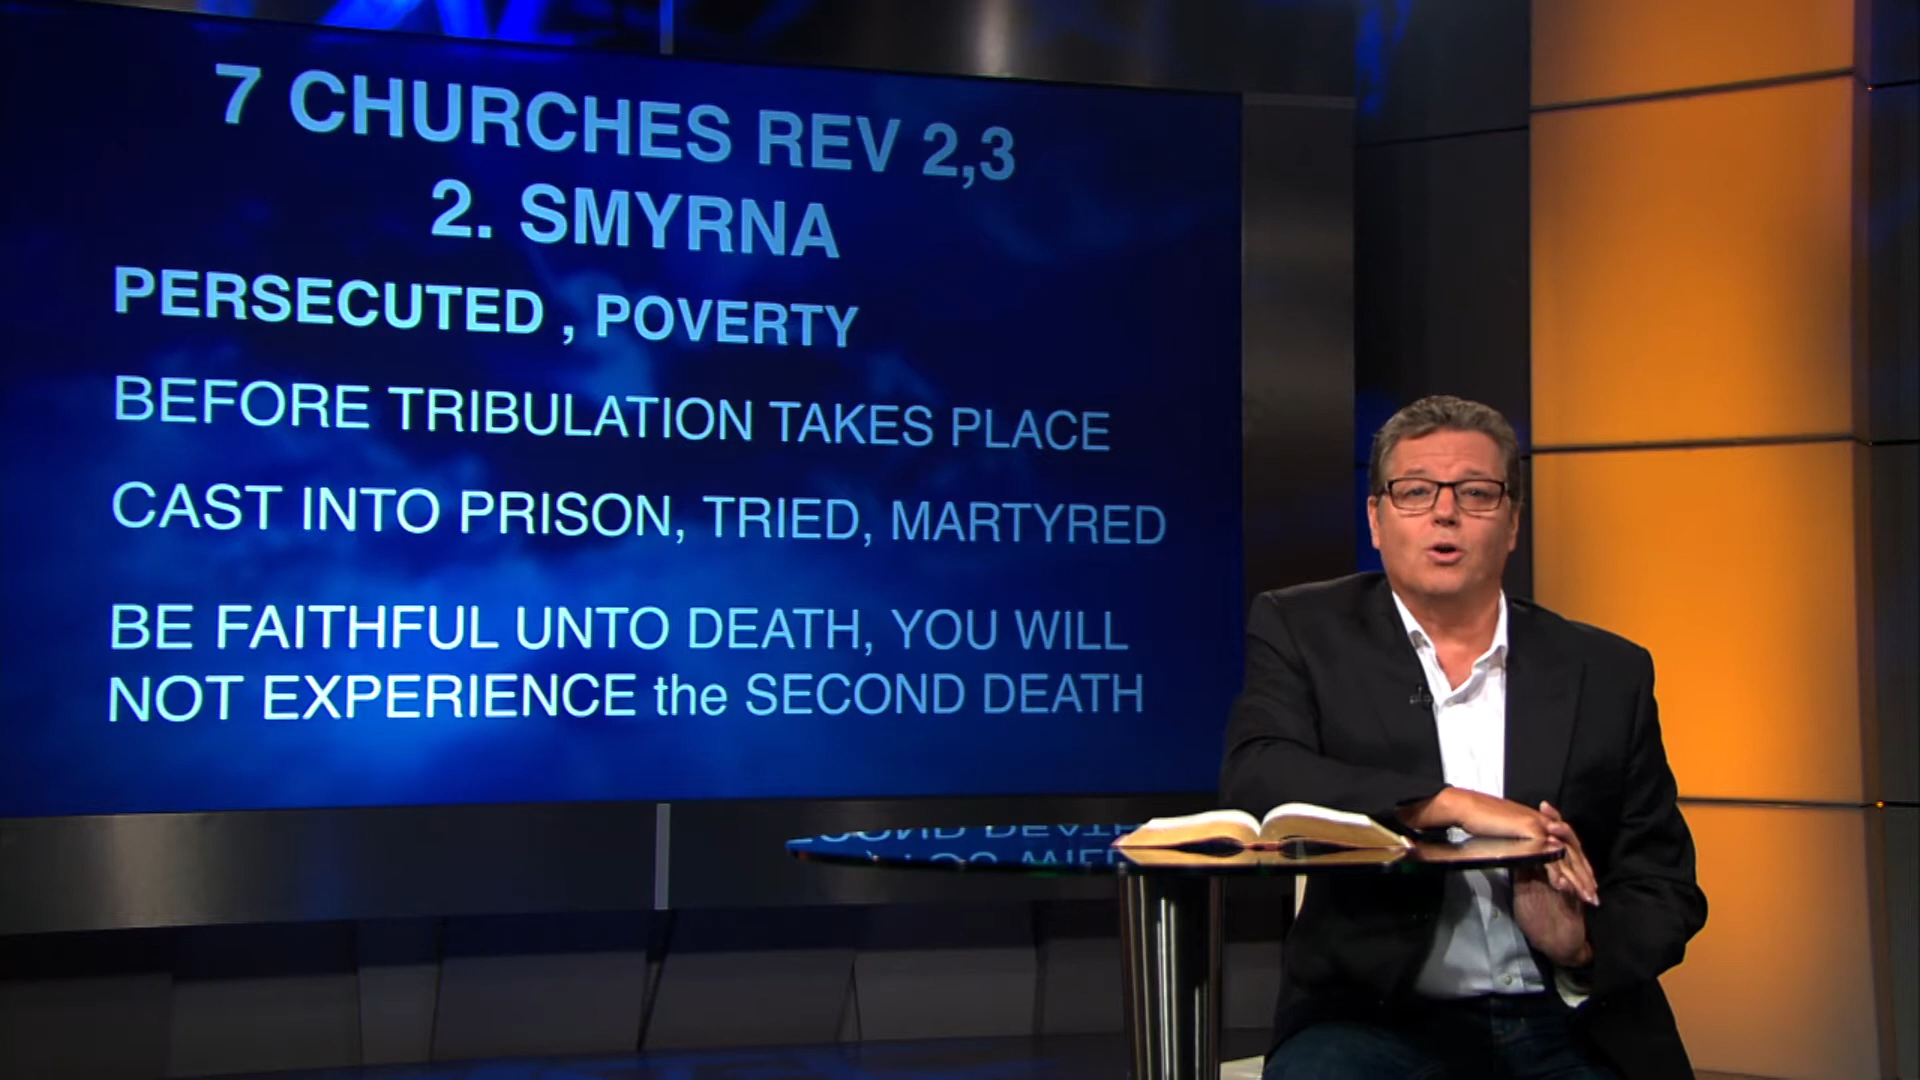 7 CHURCHES REV 2,3
2. SMYRNA
PERSECUTED , POVERTY
BEFORE TRIBULATION TAKES PLACE
CAST INTO PRISON, TRIED, MARTYRED
BE FAITHFUL UNTO DEATH, YOU WILL
NOT EXPERIENCE the SECOND DEATH